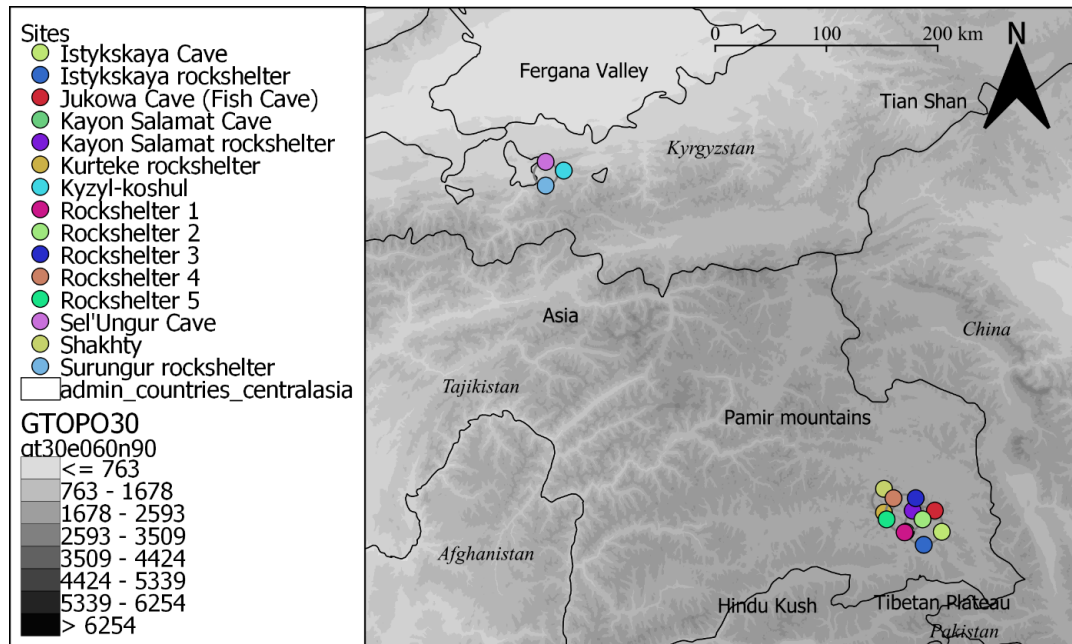 Sites
Istykskaya Cave
Istykskaya rockshelter
Jukowa Cave (Fish Cave)
Kayon Salamat Cave
Kayon Salamat rockshelter
Kurteke rockshelter
Kyzyl-koshul
Rockshelter 1
Rockshelter 2
Rockshelter 3
Rockshelter 4
Rockshelter 5
Sel'Ungur Cave
Shakhty
Surungur rockshelter
admin_countries_centralasia
GTOPO30
gt30e060n90
<= 763
763 - 1678
1678 - 2593
2593 - 3509
3509 - 4424
4424 - 5339
5339 - 6254
> 6254
0 100 200 km
N
Fergana Valley
Tian Shan
Kyrgyzstan
Asia
China
Tajikistan
Pamir mountains
Afghanistan
Hindu Kush
Tibetan Plateau
Pakistan